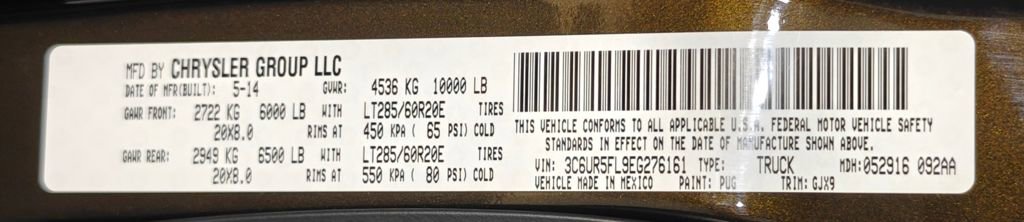 MFD BY CHRYSLER GROUP LLC
DATE OF MFR(BUILT): 5-14 GVWR: 4536 KG 10000 LB
GAWR FRONT: 2722 KG 6000 LB WITH LT285/60R20E TIRES
20X8.0 RIMS AT 450 KPA ( 65 PSI) COLD
GAWR REAR: 2949 KG 6500 LB WITH LT285/60R20E TIRES
20X8.0 RIMS AT 550 KPA ( 80 PSI) COLD
THIS VEHICLE CONFORMS TO ALL APPLICABLE U.S.A. FEDERAL MOTOR VEHICLE SAFETY
STANDARDS IN EFFECT ON THE DATE OF MANUFACTURE SHOWN ABOVE.
VIN: 3C6UR5FL9EG276161 TYPE: TRUCK MDH:052916 092AA
VEHICLE MADE IN MEXICO PAINT: PUG TRIM: GJX9